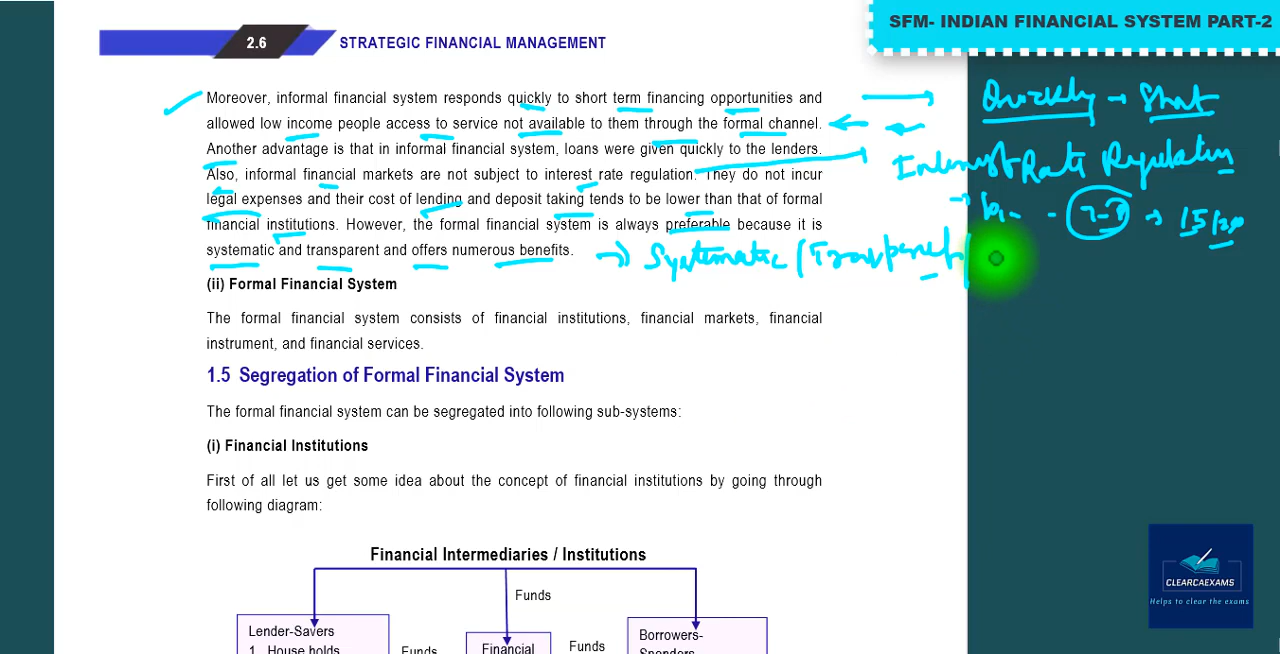 SFM- INDIAN FINANCIAL SYSTEM PART-2
2.6 STRATEGIC FINANCIAL MANAGEMENT
Moreover, informal financial system responds quickly to short term financing opportunities and
allowed low income people access to service not available to them through the formal channel.
Another advantage is that in informal financial system, loans were given quickly to the lenders.
Also, informal financial markets are not subject to interest rate regulation. They do not incur
legal expenses and their cost of lending and deposit taking tends to be lower than that of formal
financial institutions. However, the formal financial system is always preferable because it is
systematic and transparent and offers numerous benefits.
Quickly → Short
Interest Rate Regulation
15/20
→ Systematic / Transparent /
(ii) Formal Financial System
The formal financial system consists of financial institutions, financial markets, financial
instrument, and financial services.
1.5 Segregation of Formal Financial System
The formal financial system can be segregated into following sub-systems:
(i) Financial Institutions
First of all let us get some idea about the concept of financial institutions by going through
following diagram:
Financial Intermediaries / Institutions
Funds
Lender-Savers
1. House holds
Funds
Financial
Funds
Borrowers-
Spenders
CLEARCAEXAMS
Helps to clear the exams